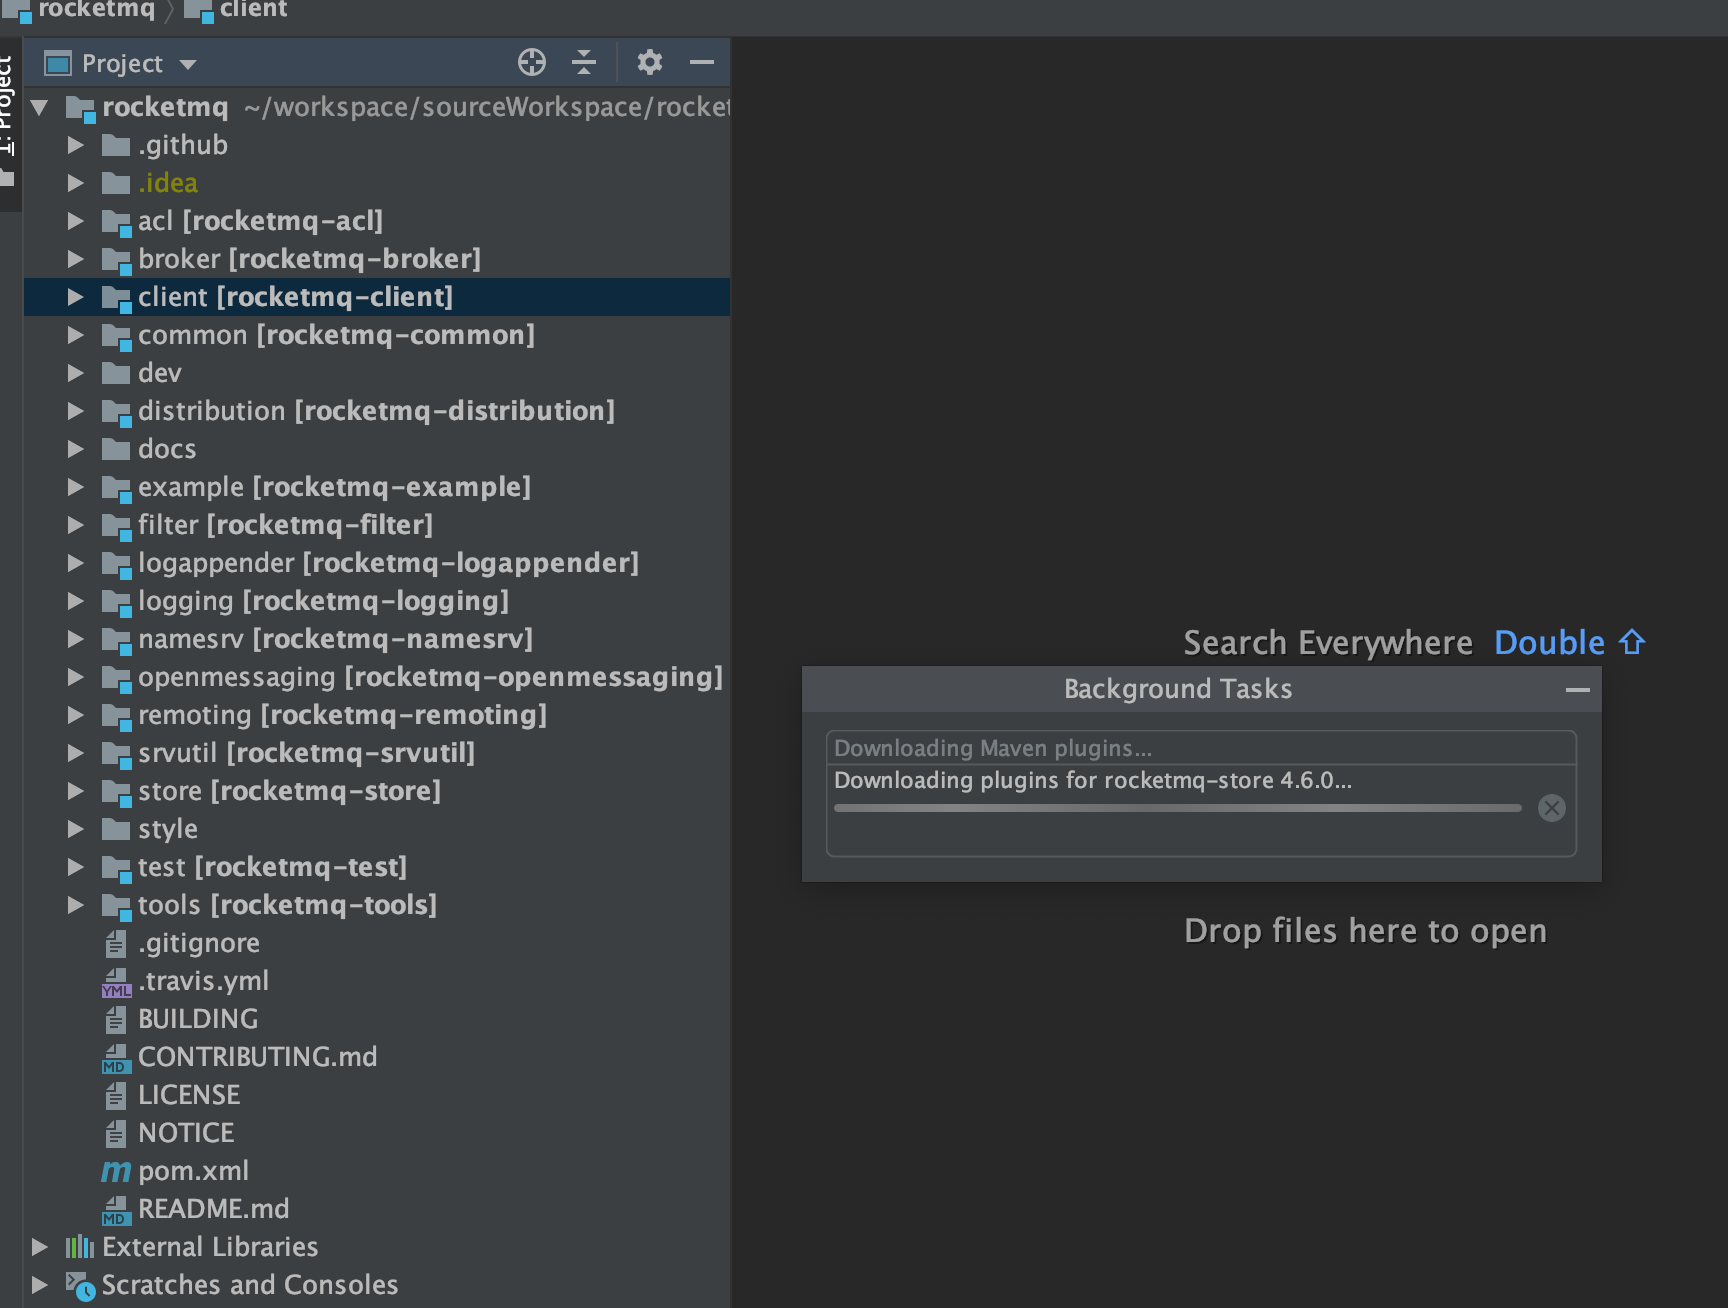 rocketmq 〉 client
1: Project
Project
rocketmq ~/workspace/sourceWorkspace/rocket
.github
.idea
acl [rocketmq-acl]
broker [rocketmq-broker]
client [rocketmq-client]
common [rocketmq-common]
dev
distribution [rocketmq-distribution]
docs
example [rocketmq-example]
filter [rocketmq-filter]
logappender [rocketmq-logappender]
logging [rocketmq-logging]
namesrv [rocketmq-namesrv]
openmessaging [rocketmq-openmessaging]
remoting [rocketmq-remoting]
srvutil [rocketmq-srvutil]
store [rocketmq-store]
style
test [rocketmq-test]
tools [rocketmq-tools]
.gitignore
YML .travis.yml
BUILDING
MD CONTRIBUTING.md
LICENSE
NOTICE
m pom.xml
MD README.md
External Libraries
Scratches and Consoles
Search Everywhere Double ⇧
Background Tasks
Downloading Maven plugins...
Downloading plugins for rocketmq-store 4.6.0...
Drop files here to open